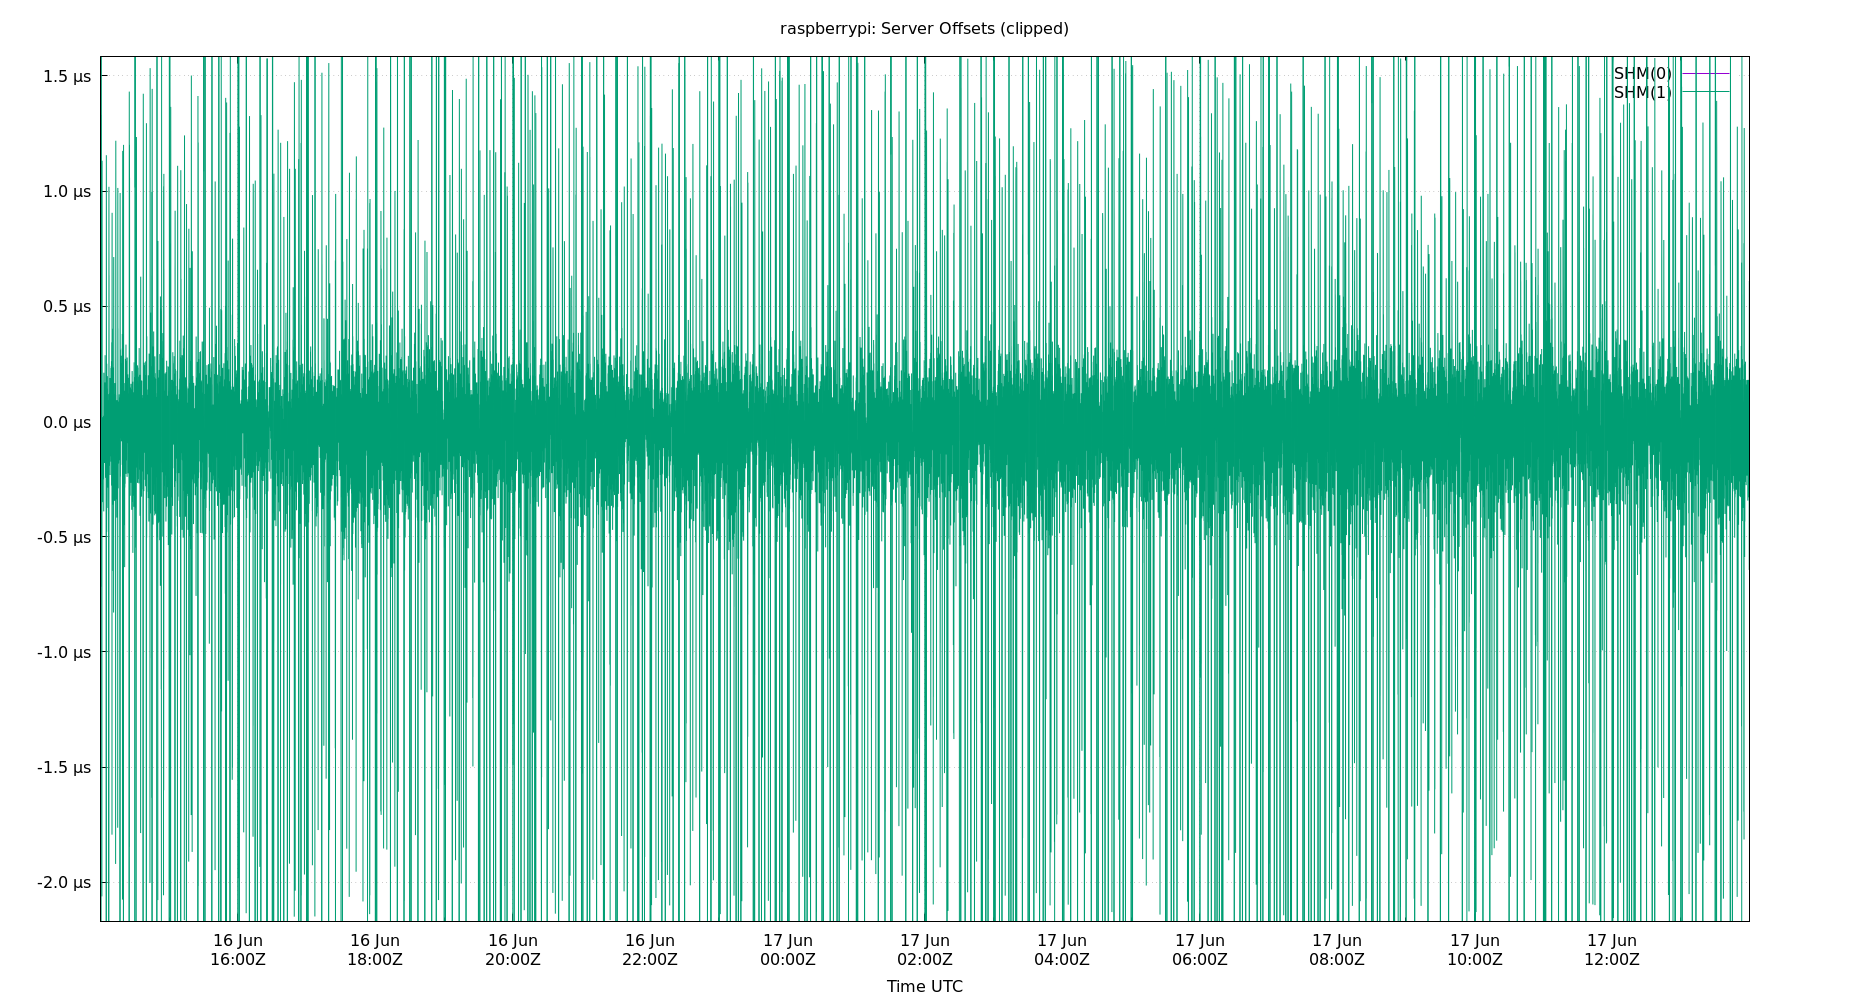 raspberrypi: Server Offsets (clipped)
1.5 µs
1.0 µs
0.5 µs
0.0 µs
-0.5 µs
-1.0 µs
-1.5 µs
-2.0 µs
SHM(0)
SHM(1)
16 Jun 16 Jun 16 Jun 16 Jun 17 Jun 17 Jun 17 Jun 17 Jun 17 Jun 17 Jun 17 Jun
16:00Z 18:00Z 20:00Z 22:00Z 00:00Z 02:00Z 04:00Z 06:00Z 08:00Z 10:00Z 12:00Z
Time UTC